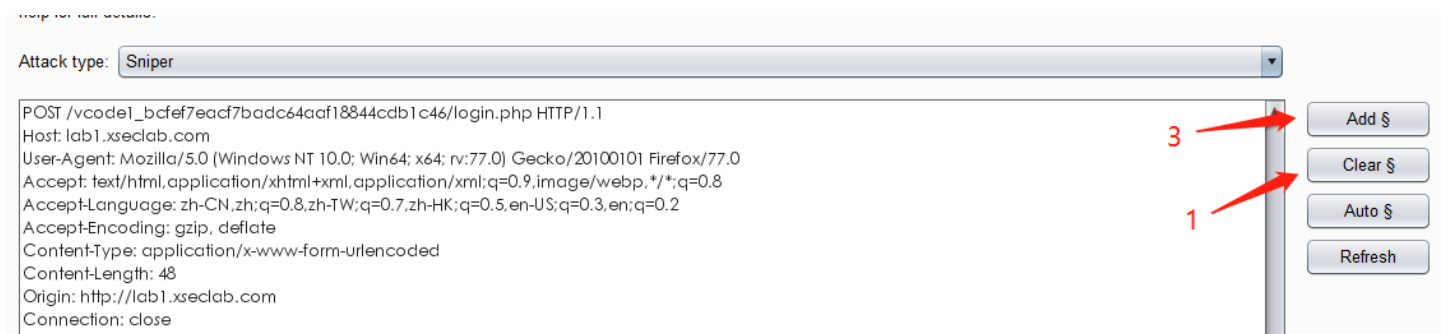 help for full details.
Attack type: Sniper
POST /vcode1_bcfef7eacf7badc64aaf18844cdb1c46/login.php HTTP/1.1
Host: lab1.xseclab.com
User-Agent: Mozilla/5.0 (Windows NT 10.0; Win64; x64; rv:77.0) Gecko/20100101 Firefox/77.0
Accept: text/html,application/xhtml+xml,application/xml;q=0.9,image/webp,*/*;q=0.8
Accept-Language: zh-CN,zh;q=0.8,zh-TW;q=0.7,zh-HK;q=0.5,en-US;q=0.3,en;q=0.2
Accept-Encoding: gzip, deflate
Content-Type: application/x-www-form-urlencoded
Content-Length: 48
Origin: http://lab1.xseclab.com
Connection: close
3
Add §
Clear §
1
Auto §
Refresh